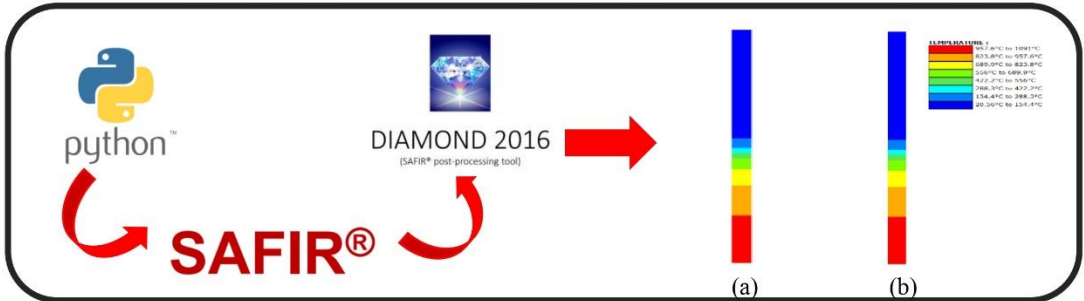 python™
SAFIR®
DIAMOND 2016
(SAFIR® post-processing tool)
(a)
(b)
TEMPERATURE :
957.6°C to 1091°C
823.8°C to 957.6°C
689.9°C to 823.8°C
556°C to 689.9°C
422.2°C to 556°C
288.3°C to 422.2°C
154.4°C to 288.3°C
20.56°C to 154.4°C